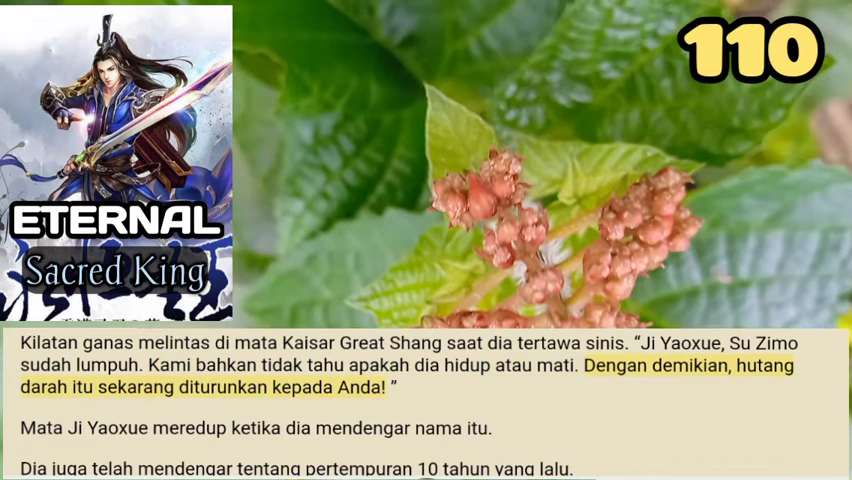 110
ETERNAL
Sacred King
Kilatan ganas melintas di mata Kaisar Great Shang saat dia tertawa sinis. “Ji Yaoxue, Su Zimo
sudah lumpuh. Kami bahkan tidak tahu apakah dia hidup atau mati. Dengan demikian, hutang
darah itu sekarang diturunkan kepada Anda! ”
Mata Ji Yaoxue meredup ketika dia mendengar nama itu.
Dia juga telah mendengar tentang pertempuran 10 tahun yang lalu.